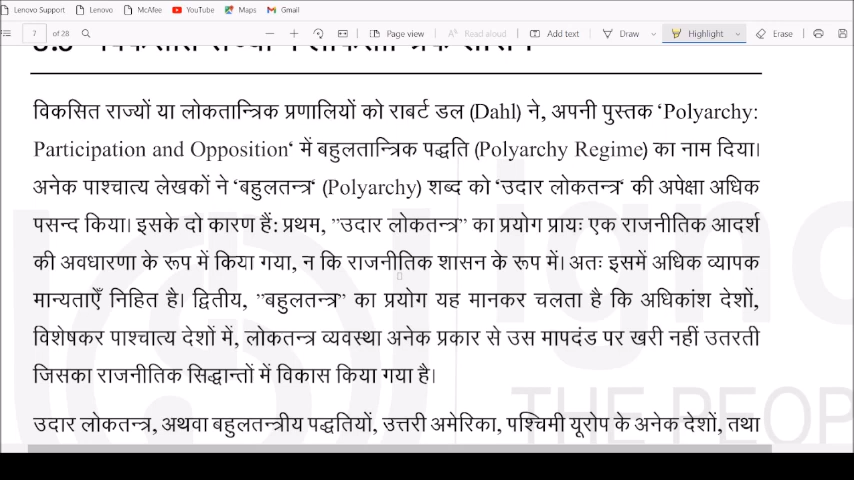 Lenovo Support Lenovo McAfee YouTube Maps Gmail
7 of 28 Page view Read aloud Add text Draw Highlight Erase
विकसित राज्यों या लोकतान्त्रिक प्रणालियों को राबर्ट डल (Dahl) ने, अपनी पुस्तक ‘Polyarchy:
Participation and Opposition‘ में बहुलतान्त्रिक पद्धति (Polyarchy Regime) का नाम दिया।
अनेक पाश्चात्य लेखकों ने ‘बहुलतन्त्र‘ (Polyarchy) शब्द को ‘उदार लोकतन्त्र‘ की अपेक्षा अधिक
पसन्द किया। इसके दो कारण हैं: प्रथम, ”उदार लोकतन्त्र” का प्रयोग प्रायः एक राजनीतिक आदर्श
की अवधारणा के रूप में किया गया, न कि राजनीतिक शासन के रूप में। अतः इसमें अधिक व्यापक
मान्यताएँ निहित है। द्वितीय, ”बहुलतन्त्र” का प्रयोग यह मानकर चलता है कि अधिकांश देशों,
विशेषकर पाश्चात्य देशों में, लोकतन्त्र व्यवस्था अनेक प्रकार से उस मापदंड पर खरी नहीं उतरती
जिसका राजनीतिक सिद्धान्तों में विकास किया गया है।
उदार लोकतन्त्र, अथवा बहुलतन्त्रीय पद्धतियों, उत्तरी अमेरिका, पश्चिमी यूरोप के अनेक देशों, तथा
ignou
THE PEOP